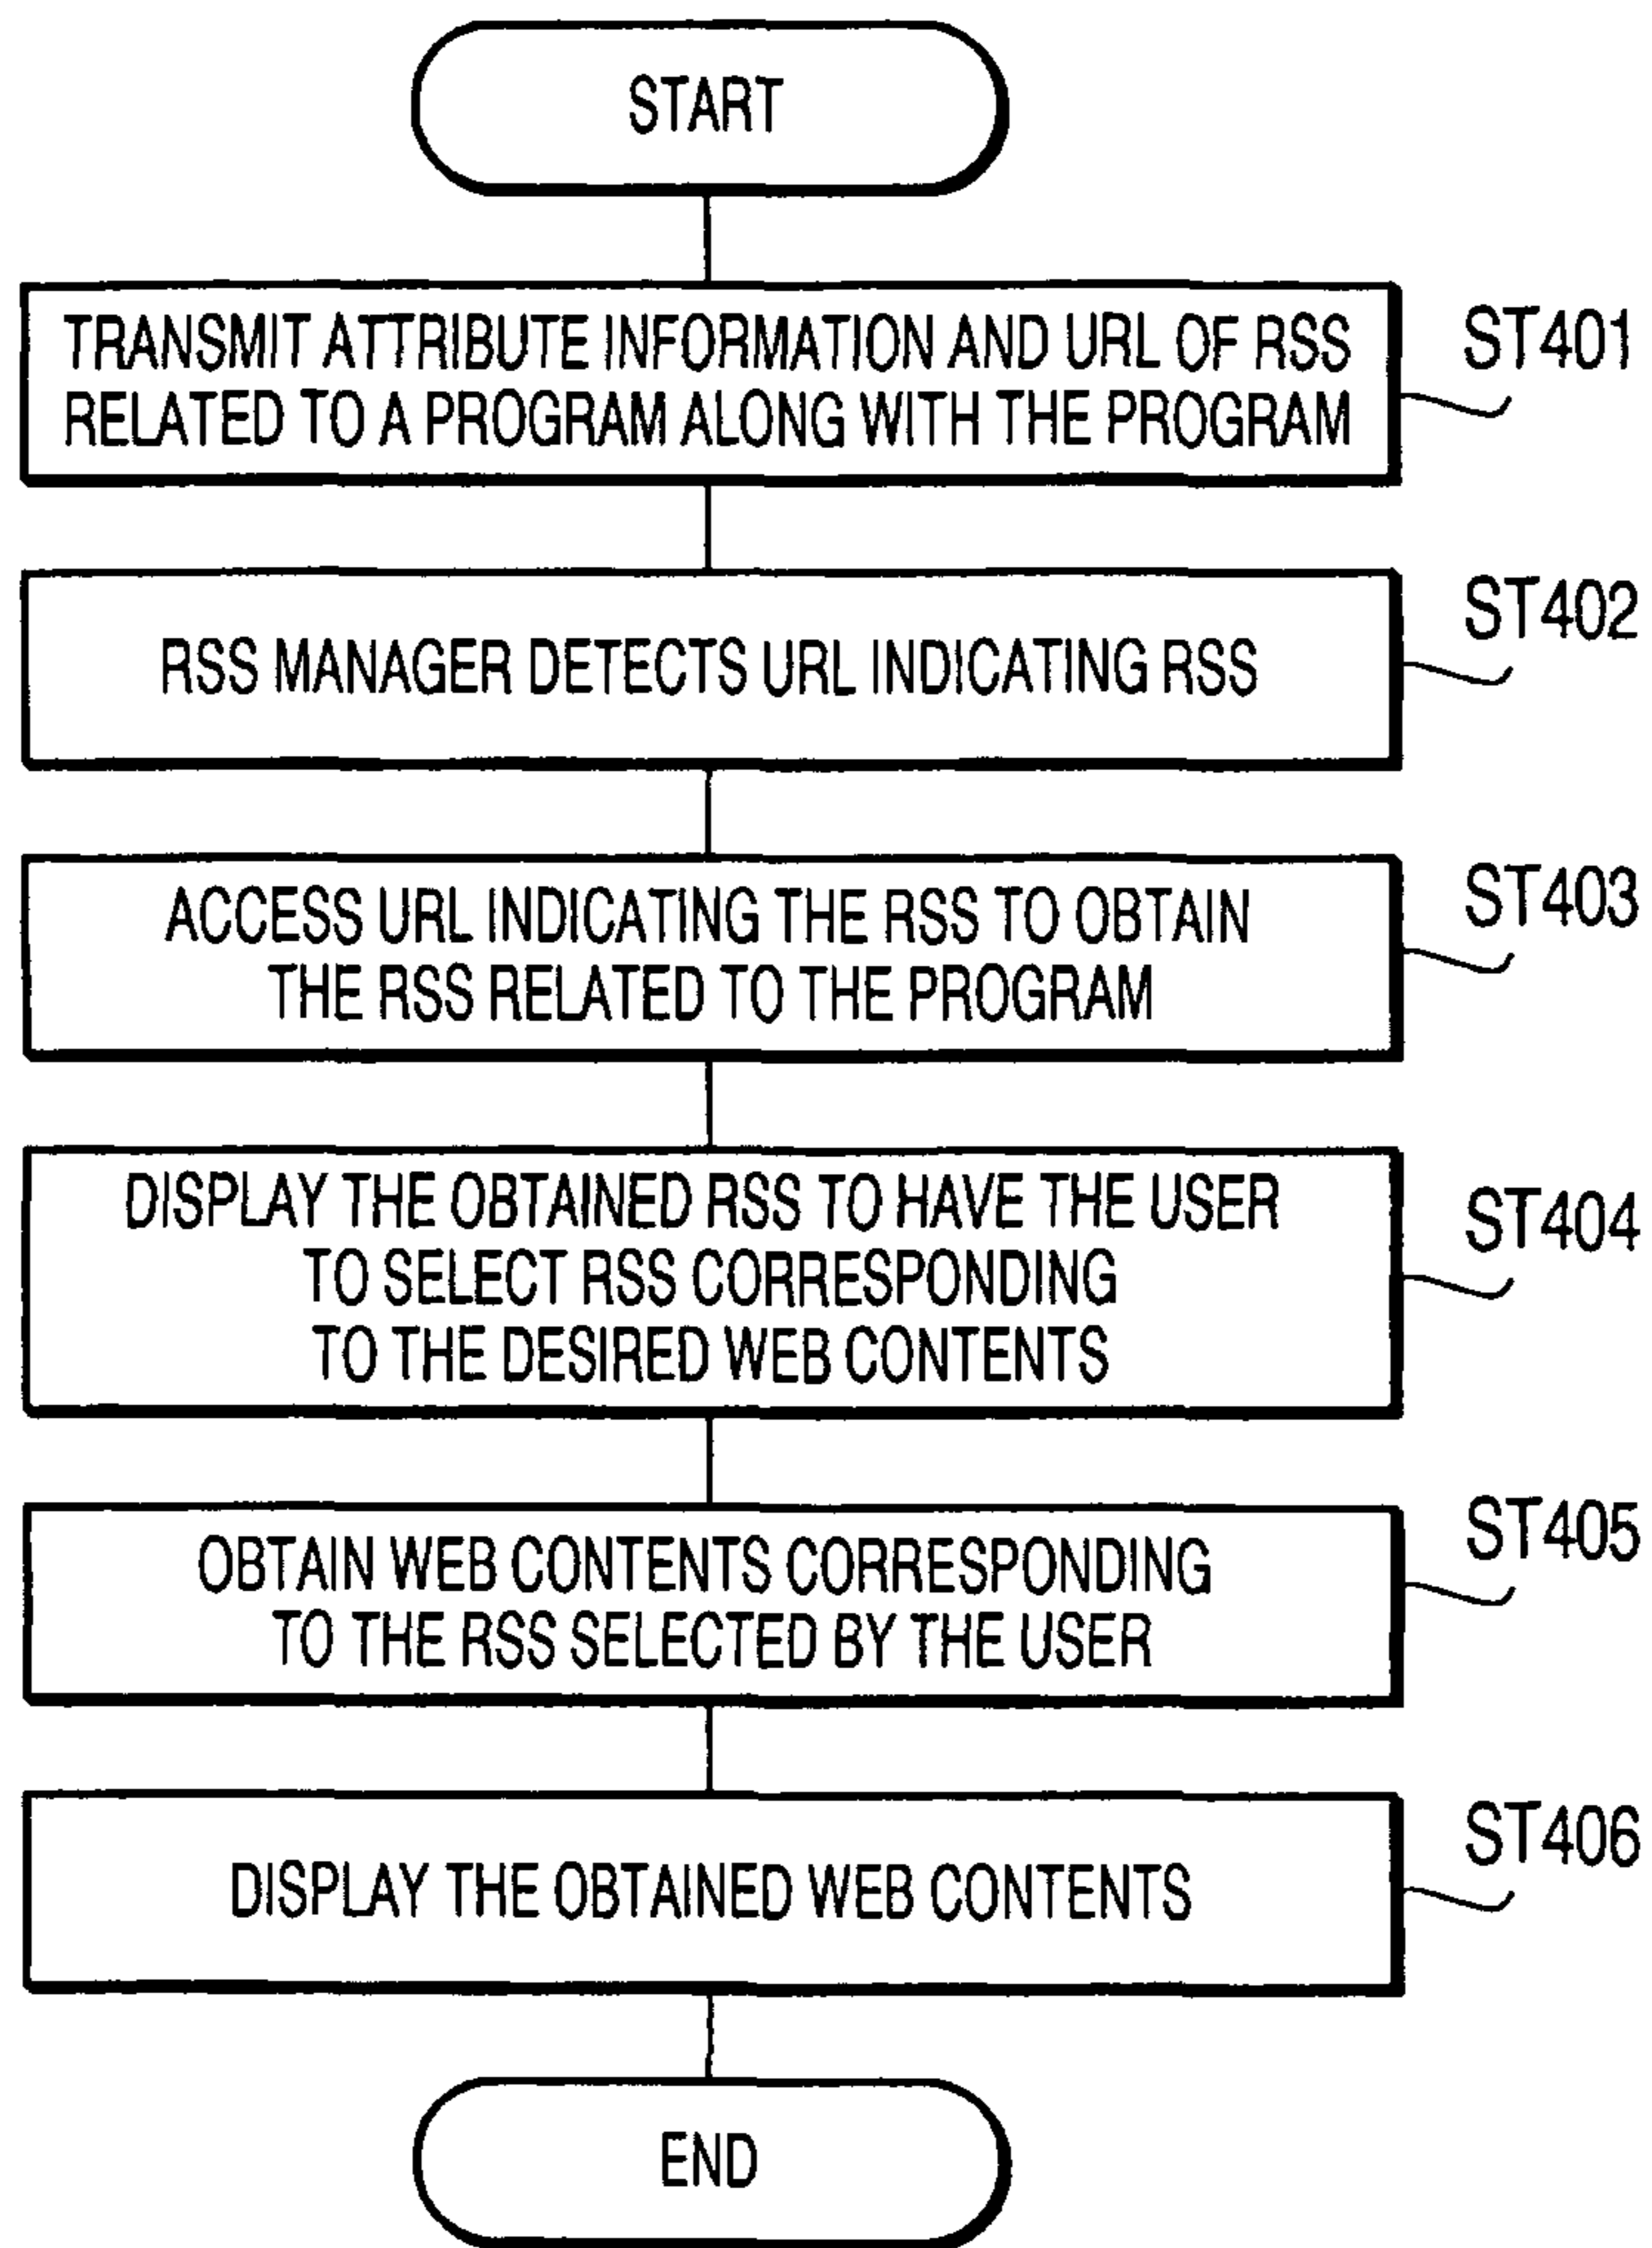 START
TRANSMIT ATTRIBUTE INFORMATION AND URL OF RSS
RELATED TO A PROGRAM ALONG WITH THE PROGRAM
ST401
RSS MANAGER DETECTS URL INDICATING RSS
ST402
ACCESS URL INDICATING THE RSS TO OBTAIN
THE RSS RELATED TO THE PROGRAM
ST403
DISPLAY THE OBTAINED RSS TO HAVE THE USER
TO SELECT RSS CORRESPONDING
TO THE DESIRED WEB CONTENTS
ST404
OBTAIN WEB CONTENTS CORRESPONDING
TO THE RSS SELECTED BY THE USER
ST405
DISPLAY THE OBTAINED WEB CONTENTS
ST406
END